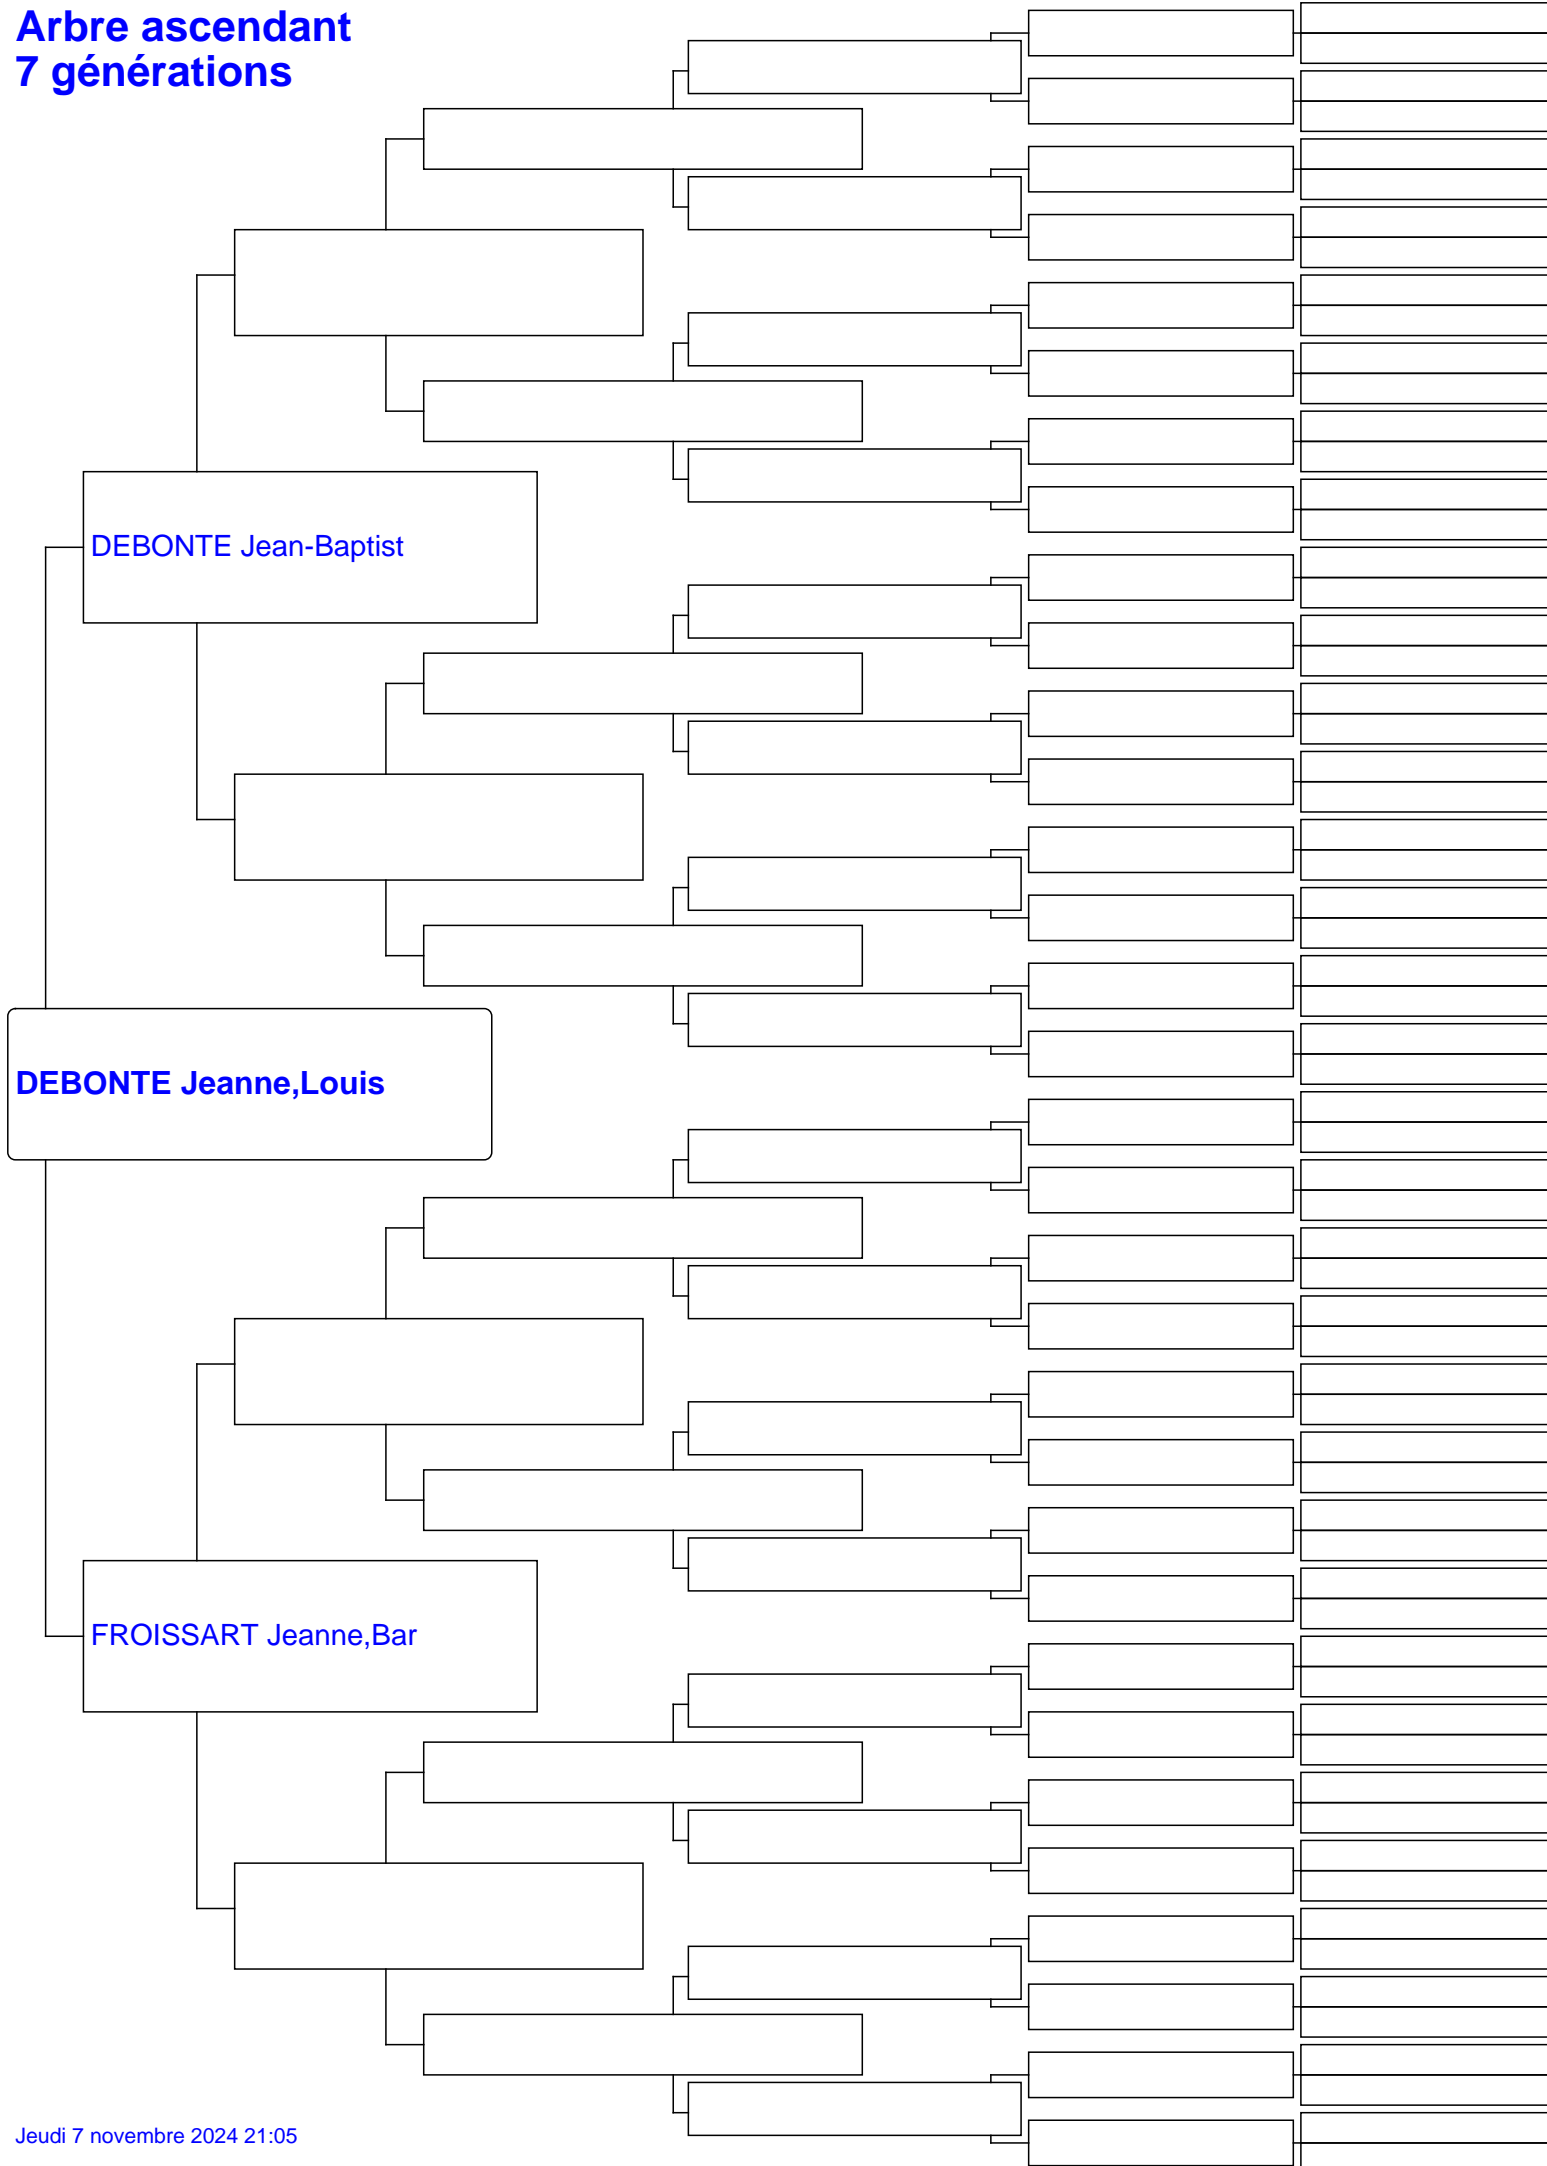 Arbre ascendant
7 générations
DEBONTE Jean-Baptist
DEBONTE Jeanne,Louis
FROISSART Jeanne,Bar
Jeudi 7 novembre 2024 21:05